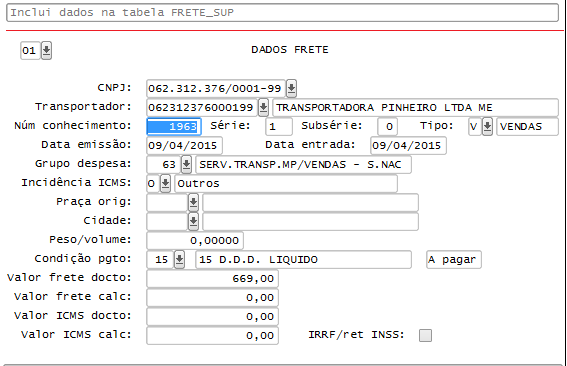 Inclui dados na tabela FRETE_SUP
01 DADOS FRETE
CNPJ: 062.312.376/0001-99
Transportador: 062312376000199 TRANSPORTADORA PINHEIRO LTDA ME
Núm conhecimento: 1963 Série: 1 Subsérie: 0 Tipo: V VENDAS
Data emissão: 09/04/2015 Data entrada: 09/04/2015
Grupo despesa: 63 SERV.TRANSP.MP/VENDAS - S.NAC
Incidência ICMS: O Outros
Praça orig:
Cidade:
Peso/volume: 0,00000
Condição pgto: 15 15 D.D.D. LIQUIDO A pagar
Valor frete docto: 669,00
Valor frete calc: 0,00
Valor ICMS docto: 0,00
Valor ICMS calc: 0,00 IRRF/ret INSS: